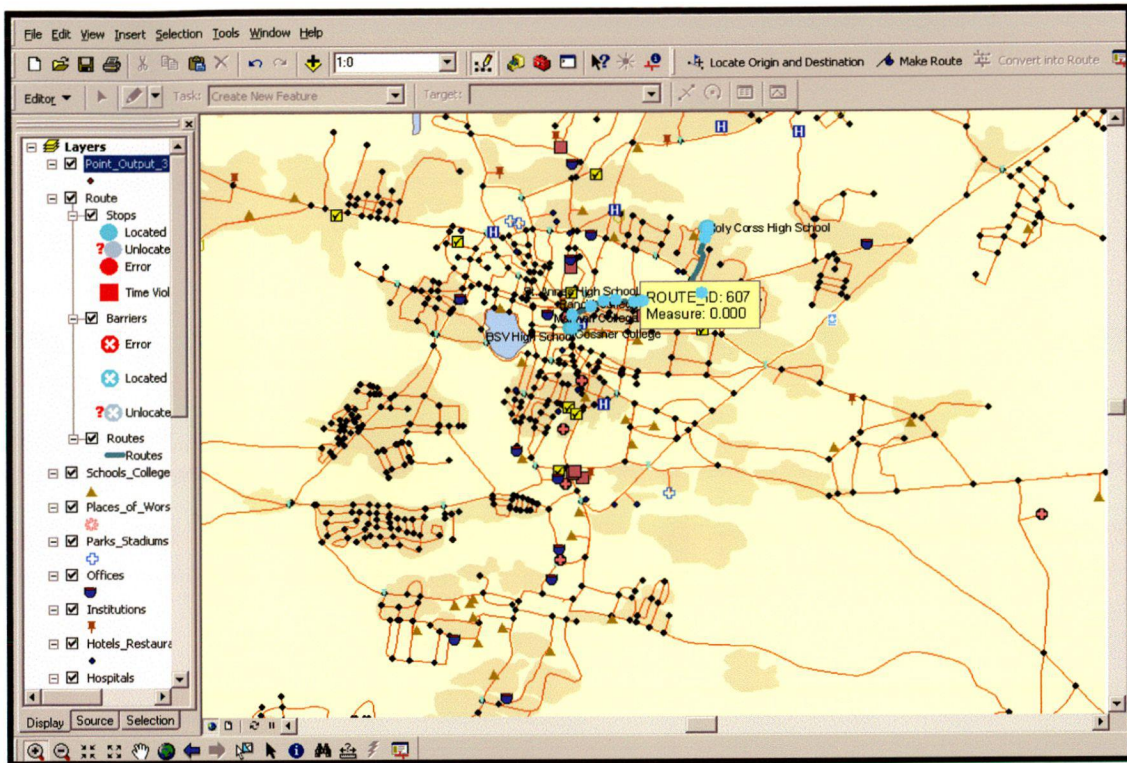 File Edit View Insert Selection Tools Window Help
1:0
Locate Origin and Destination Make Route Convert into Route
Editor Task: Create New Feature Target:
Layers
Point_Output_3
Route
Stops
Located
? Unlocate
Error
Time Viol
Barriers
Error
Located
? Unlocate
Routes
Routes
Schools_College
Places_of_Wors
Parks_Stadiums
Offices
Institutions
Hotels_Restaura
Hospitals
Display Source Selection
H
H
H
H
H
H
oly Corss High School
High School
ROUTE_ID: 607
Measure: 0.000
College
BSV High School
Gossner College